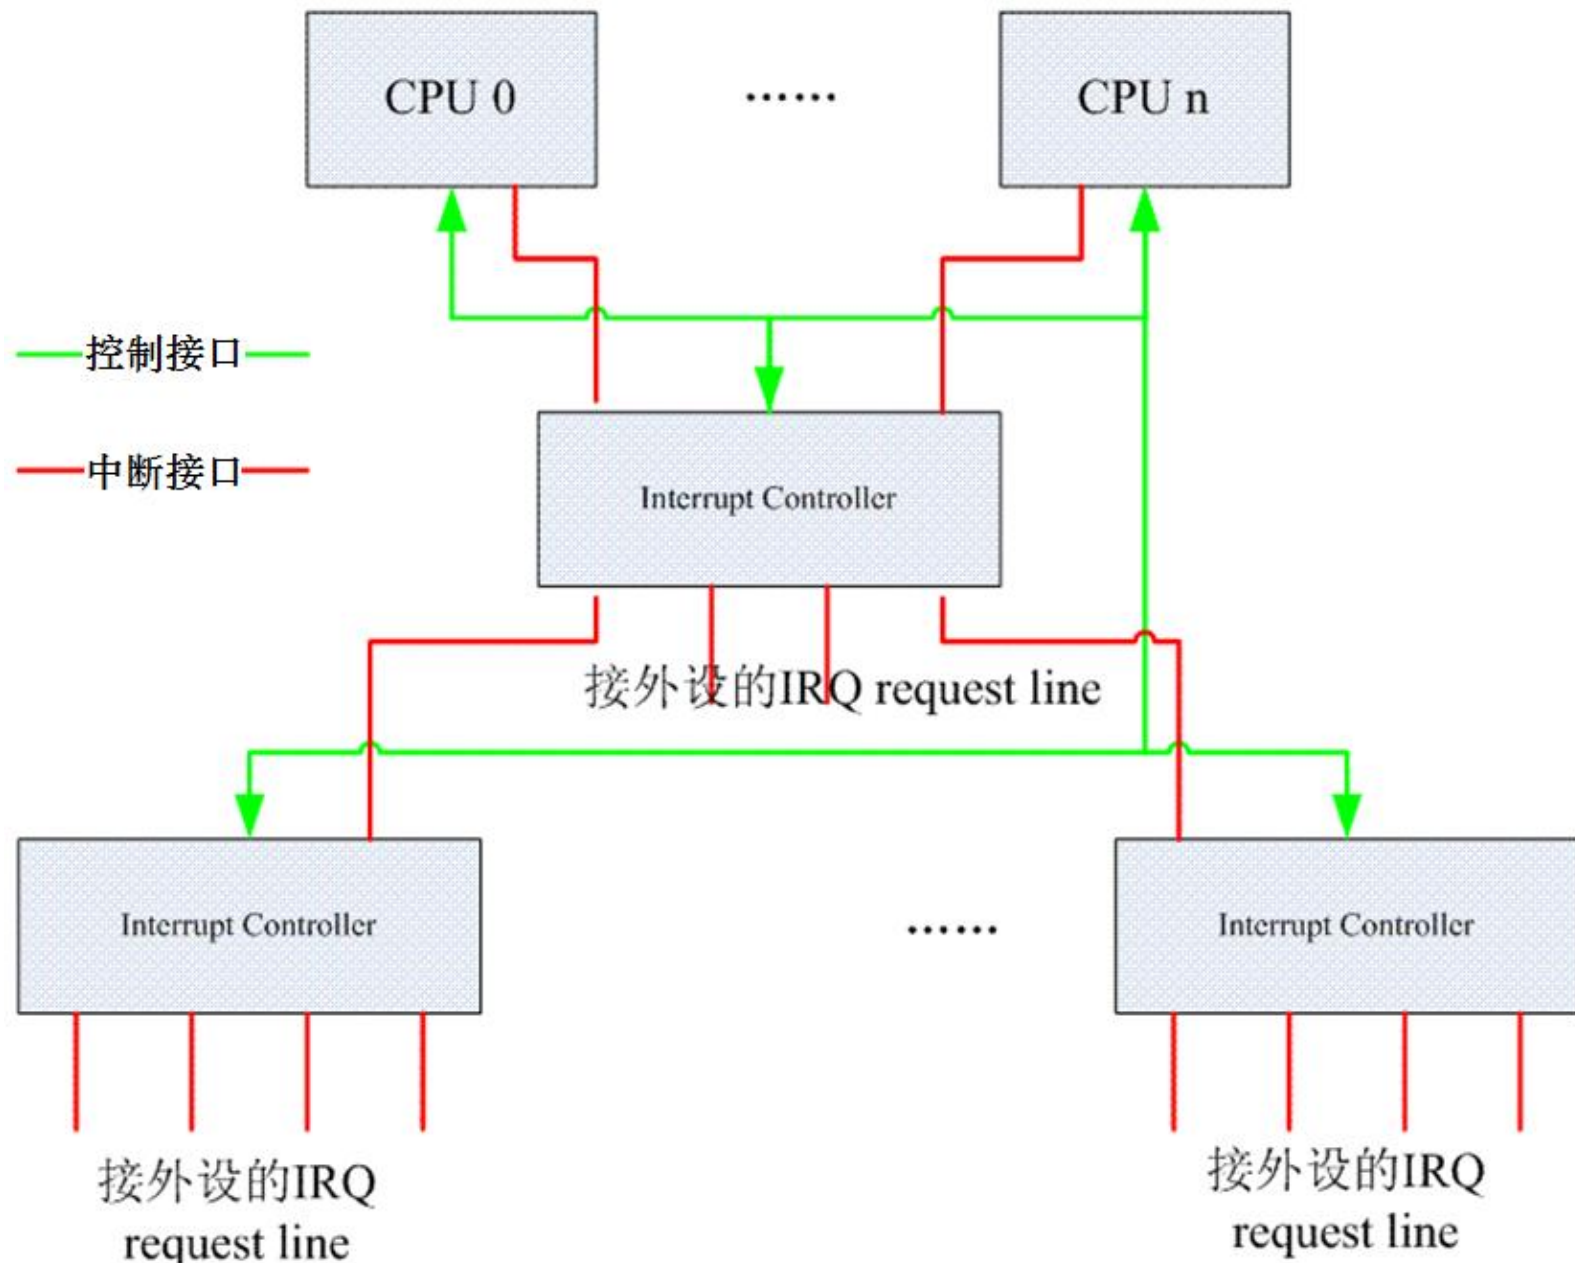 CPU 0
……
CPU n
控制接口
中断接口
Interrupt Controller
接外设的IRQ request line
Interrupt Controller
……
Interrupt Controller
接外设的IRQ
request line
接外设的IRQ
request line